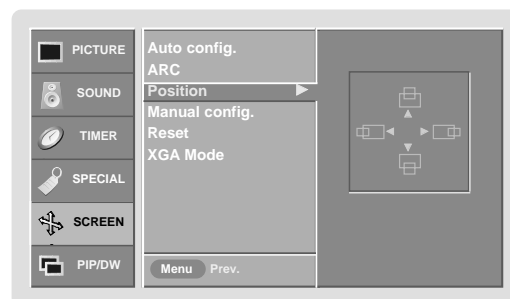 PICTURE
SOUND
TIMER
SPECIAL
SCREEN
PIP/DW
Auto config.
ARC
Position
Manual config.
Reset
XGA Mode
Menu Prev.